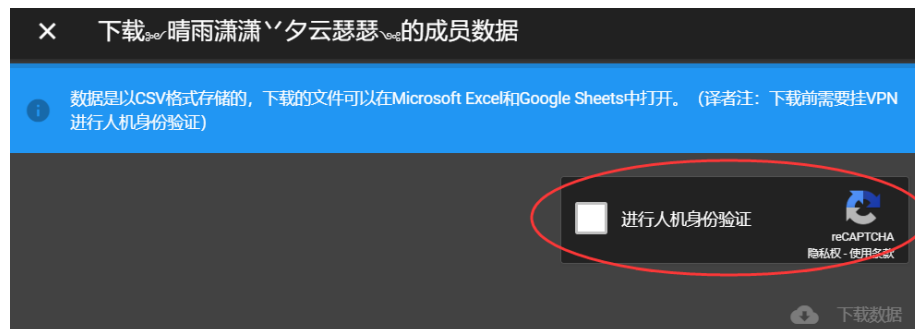 下载๛晴雨潇潇丷夕云瑟瑟的成员数据
数据是以CSV格式存储的，下载的文件可以在Microsoft Excel和Google Sheets中打开。（译者注：下载前需要挂VPN
进行人机身份验证）
进行人机身份验证
reCAPTCHA
隐私权 - 使用条款
下载数据